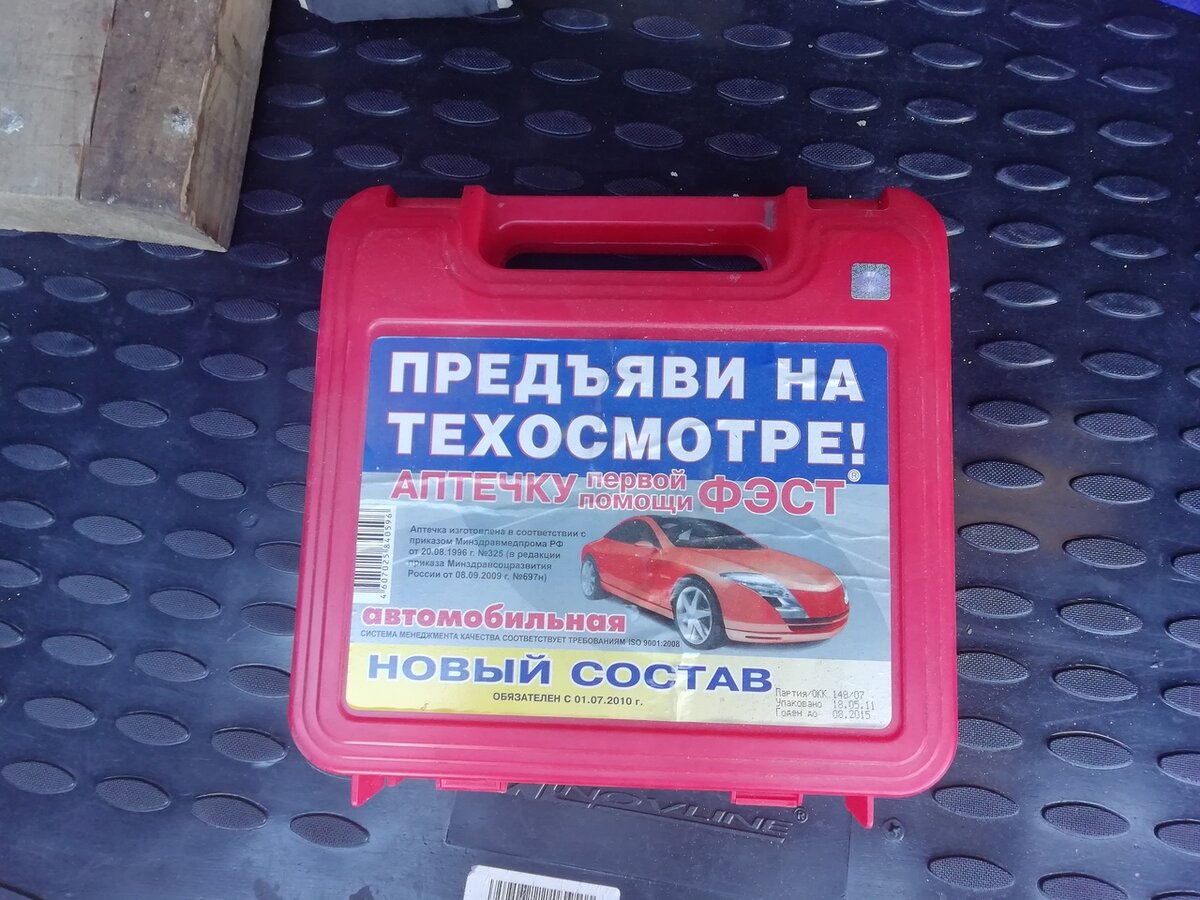 ПРЕДЪЯВИ НА
ТЕХОСМОТРЕ!
АПТЕЧКУ первой помощи ФЭСТ®
Аптечка изготовлена в соответствии с
приказом Минздравмедпрома РФ
от 20.08.1996 г. №325 (в редакции
приказа Минздравсоцразвития
России от 08.09.2009 г. №697н)
4607025840596
автомобильная
СИСТЕМА МЕНЕДЖМЕНТА КАЧЕСТВА СООТВЕТСТВУЕТ ТРЕБОВАНИЯМ ISO 9001:2008
НОВЫЙ СОСТАВ
ОБЯЗАТЕЛЕН С 01.07.2010 г.
Партия/ОКК 148/07
Упаковано 18.05.11
Годен до 08.2015
NOVLINE®